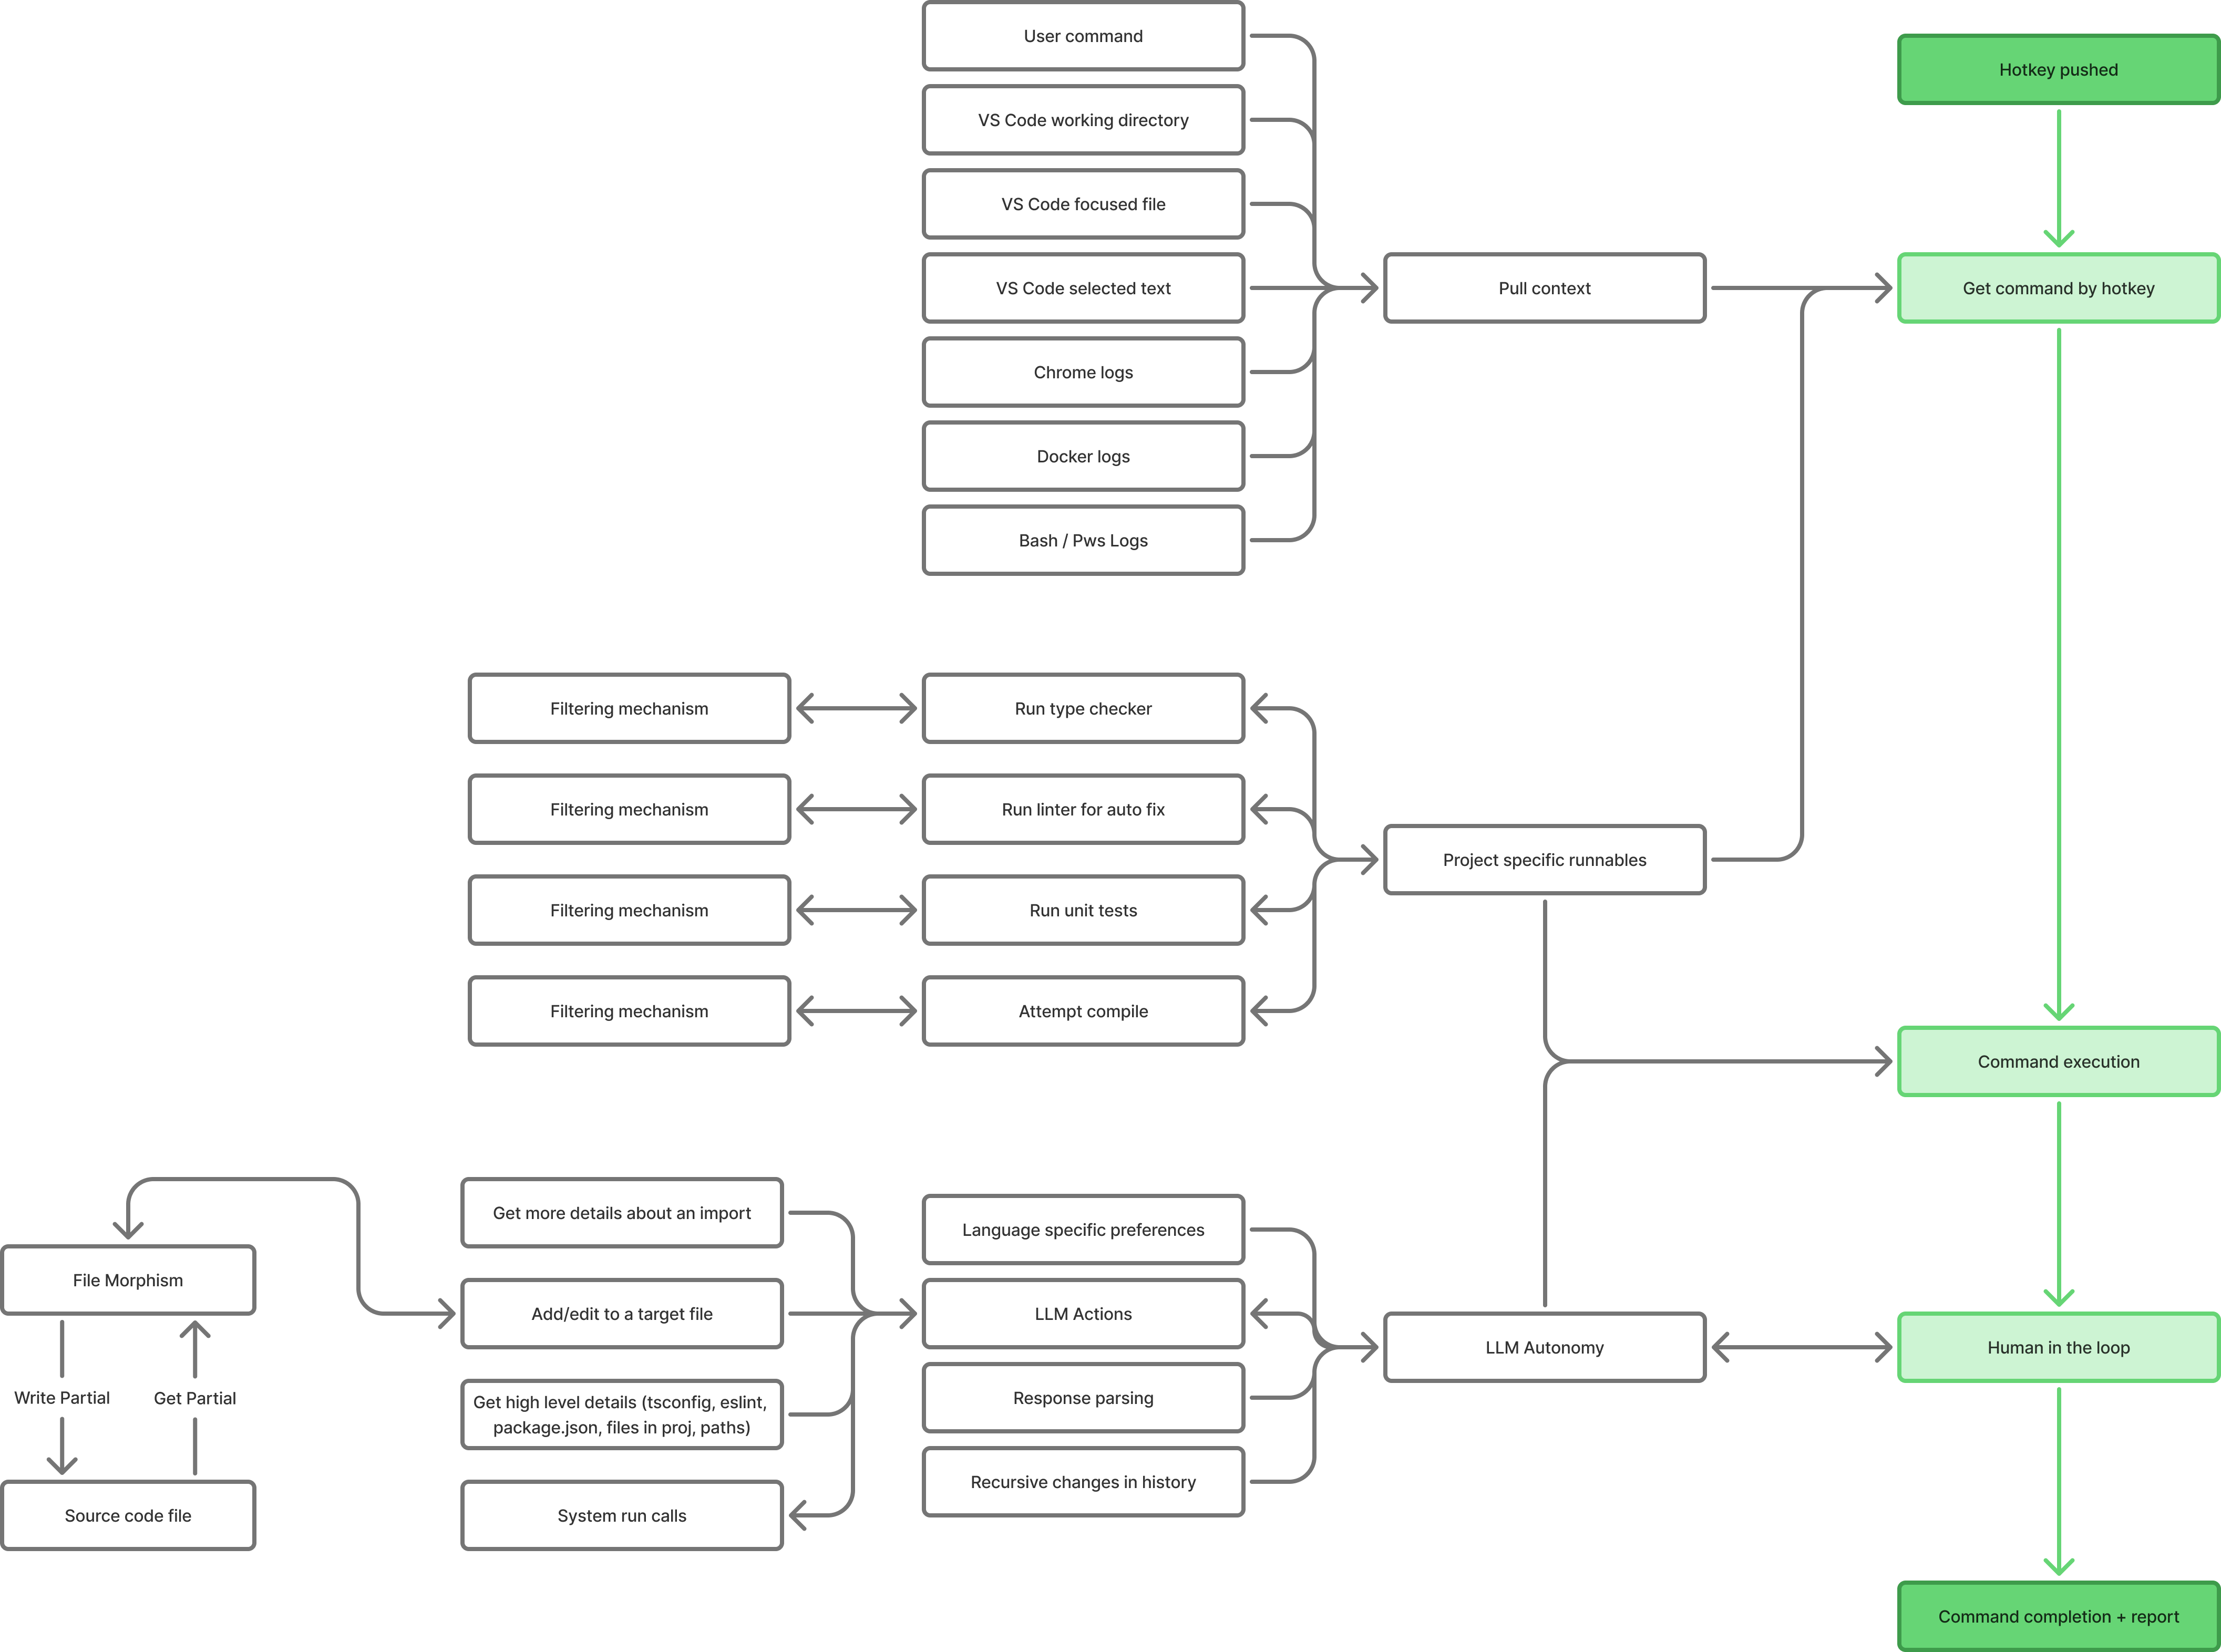 User command
Hotkey pushed
VS Code working directory
VS Code focused file
VS Code selected text
Pull context
Get command by hotkey
Chrome logs
Docker logs
Bash / Pws Logs
Filtering mechanism
Run type checker
Filtering mechanism
Run linter for auto fix
Project specific runnables
Filtering mechanism
Run unit tests
Filtering mechanism
Attempt compile
Command execution
Get more details about an import
Language specific preferences
File Morphism
Add/edit to a target file
LLM Actions
LLM Autonomy
Human in the loop
Write Partial
Get Partial
Get high level details (tsconfig, eslint,
package.json, files in proj, paths)
Response parsing
Recursive changes in history
Source code file
System run calls
Command completion + report